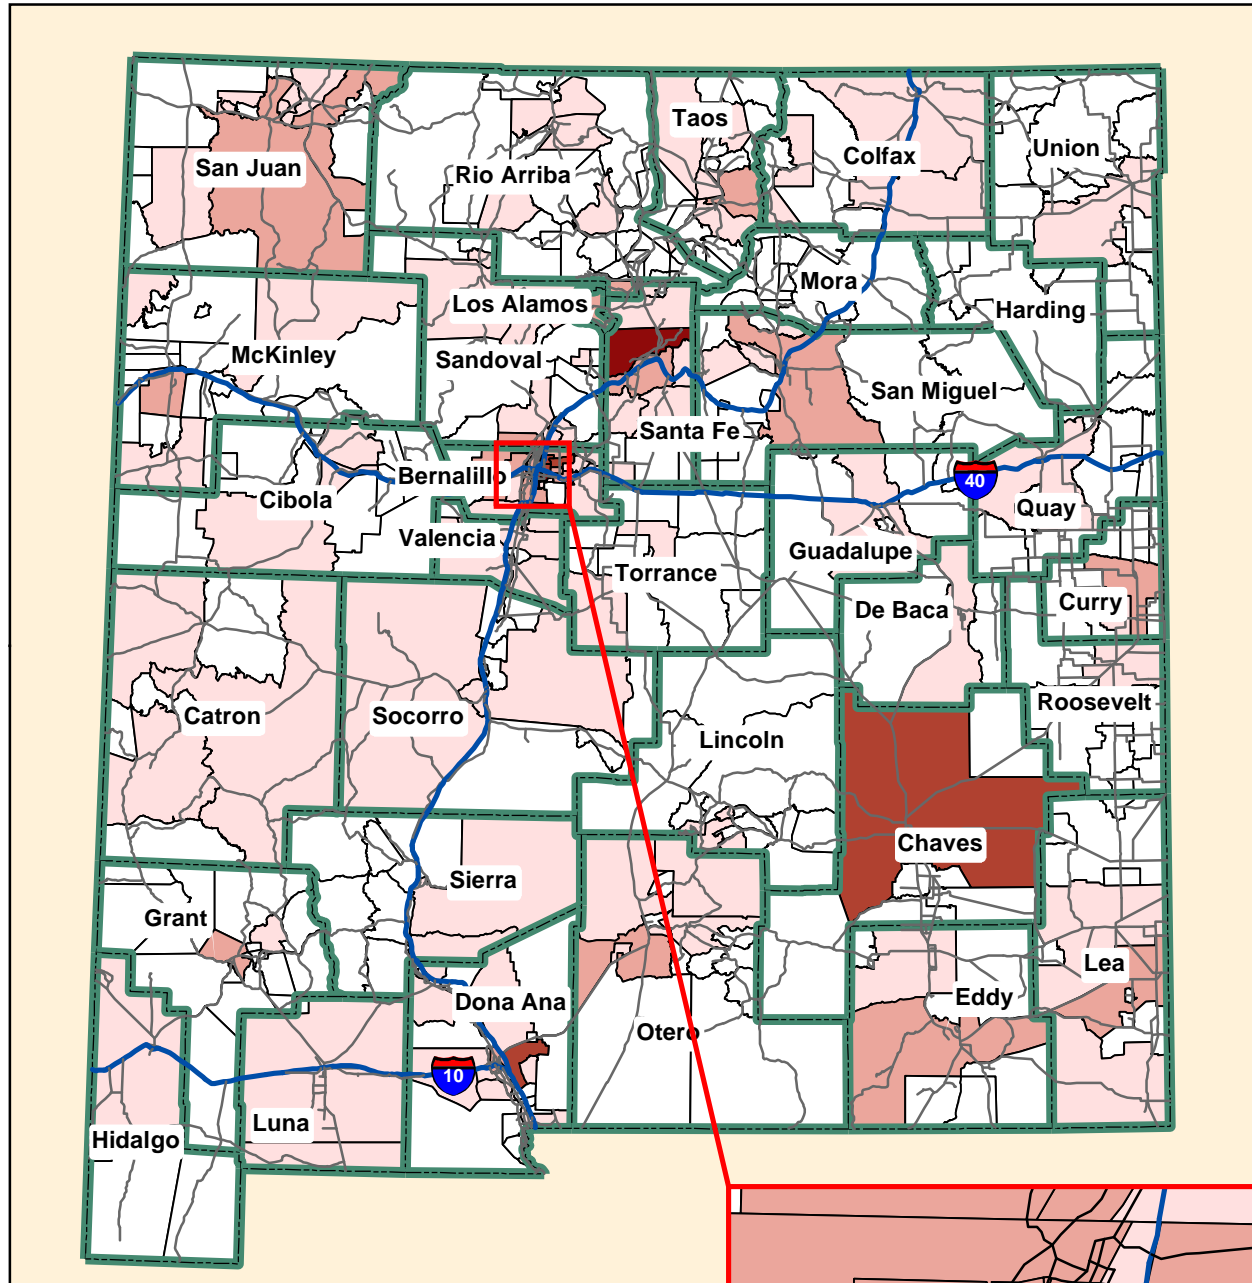 Taos
Colfax
Union
San Juan
Rio Arriba
Mora
Los Alamos
Harding
McKinley
Sandoval
San Miguel
Santa Fe
Bernalillo
40
Cibola
Quay
Valencia
Guadalupe
Torrance
De Baca
Curry
Roosevelt
Catron
Socorro
Lincoln
Chaves
Sierra
Grant
Lea
Eddy
Dona Ana
Otero
10
Luna
Hidalgo